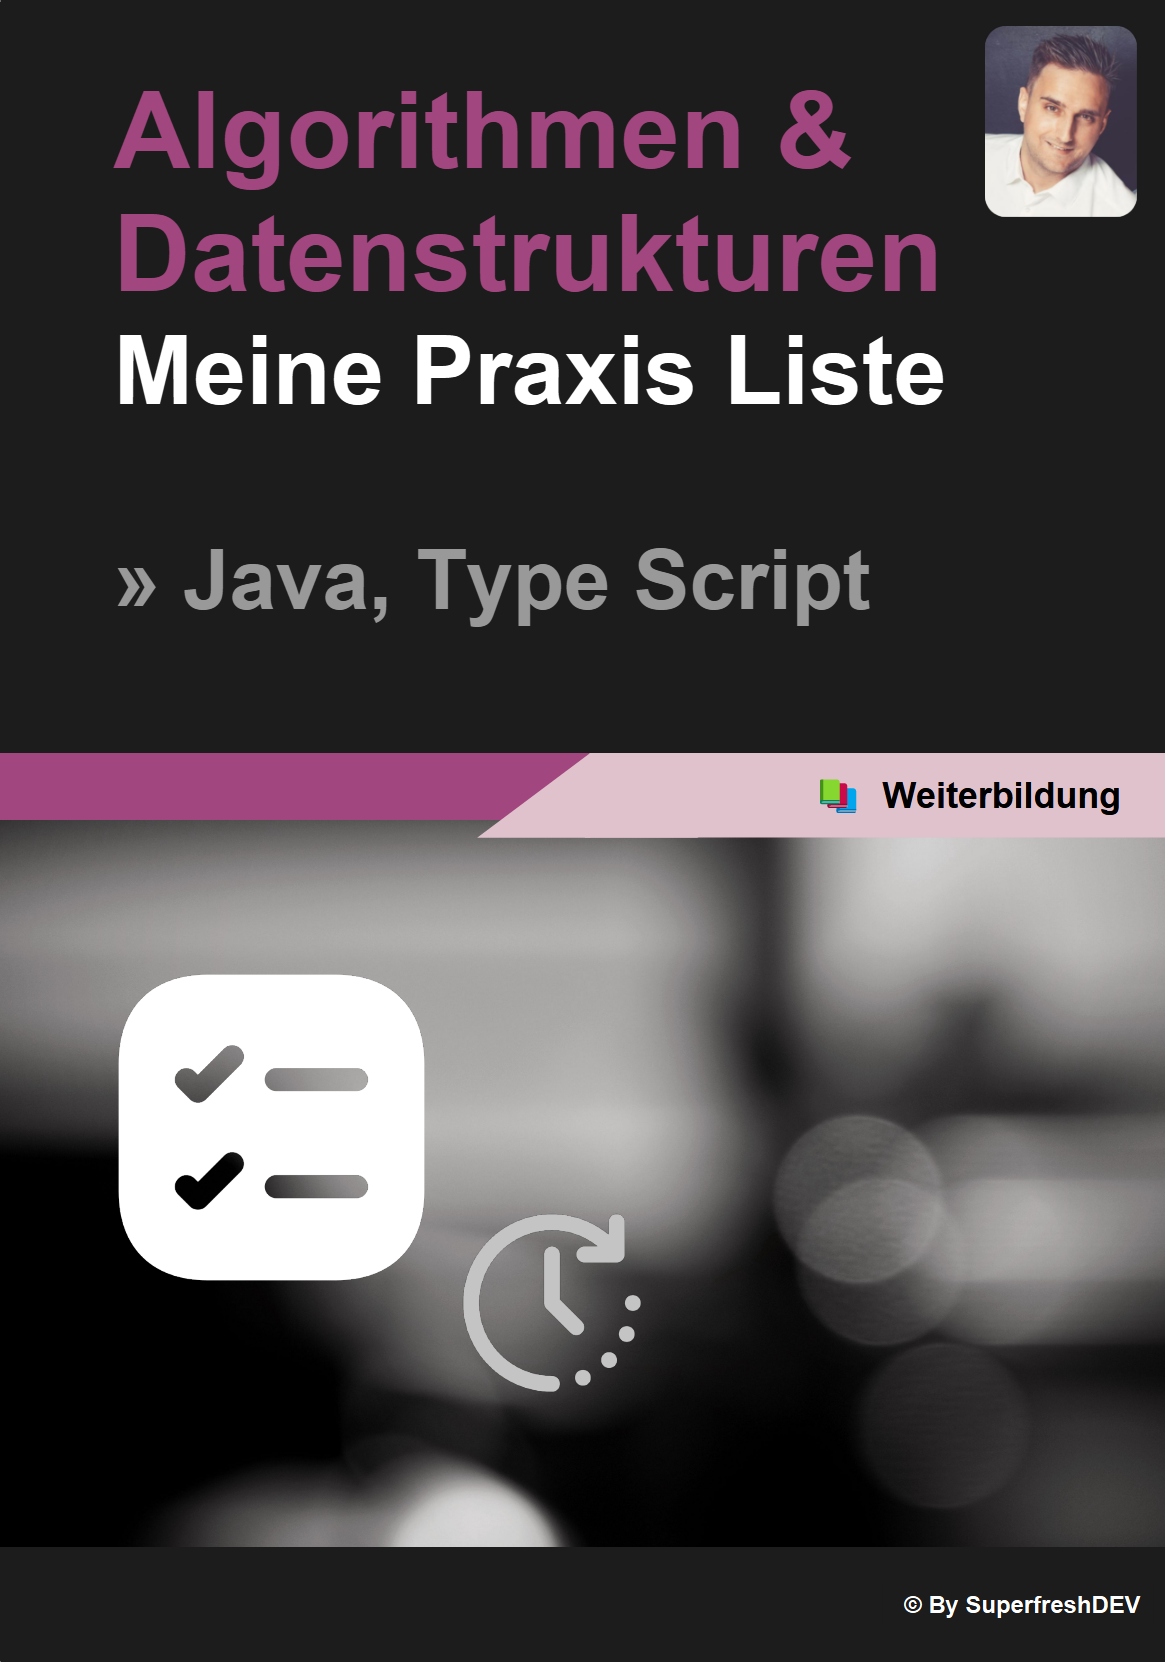 Algorithmen &
Datenstrukturen
Meine Praxis Liste
» Java, Type Script
Weiterbildung
© By SuperfreshDEV